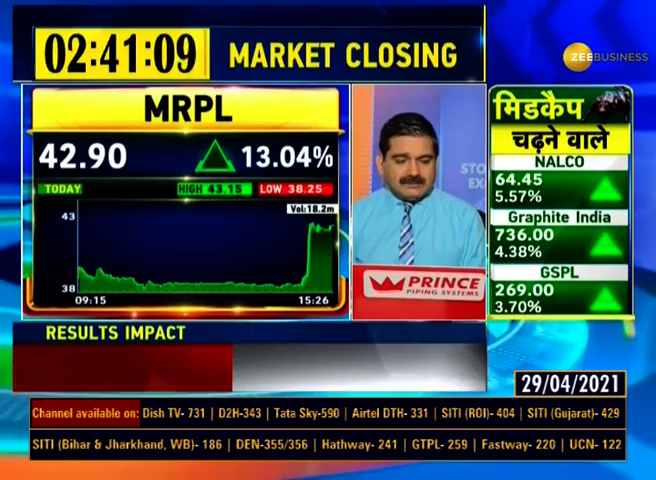 02:41:09
MARKET CLOSING
ZEE BUSINESS
MRPL
42.90 13.04%
TODAY HIGH 43.15 LOW 38.25
Vol:18.2m
43
38
09:15 15:26
STO
EX
PRINCE
PIPING SYSTEMS
मिडकैप
चढ़ने वाले
NALCO
64.45
5.57%
Graphite India
736.00
4.38%
GSPL
269.00
3.70%
RESULTS IMPACT
29/04/2021
Channel available on: Dish TV- 731 | D2H-343 | Tata Sky-590 | Airtel DTH- 331 | SITI (ROI)- 404 | SITI (Gujarat)- 429
SITI (Bihar & Jharkhand, WB)- 186 | DEN-355/356 | Hathway- 241 | GTPL- 259 | Fastway- 220 | UCN- 122